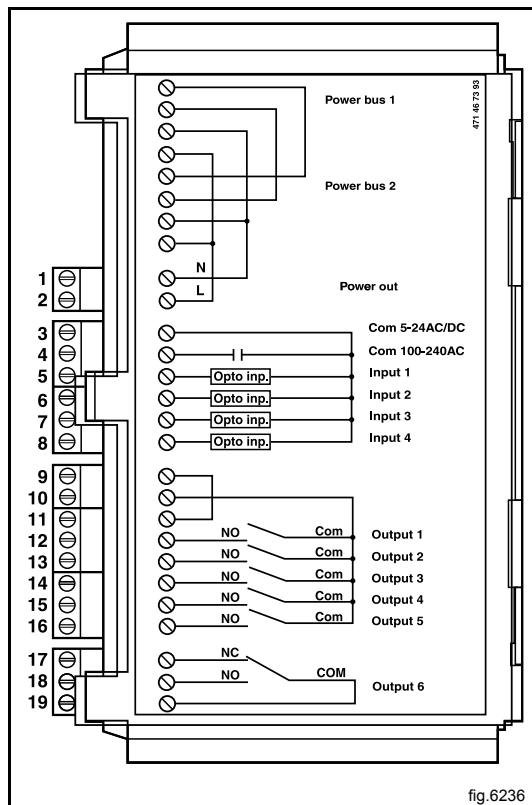 471 46 73 93
Power bus 1
Power bus 2
N
L
Power out
1
2
3 Com 5-24AC/DC
4 Com 100-240AC
5 Opto inp. Input 1
6 Opto inp. Input 2
7 Opto inp. Input 3
8 Opto inp. Input 4
9
10
11
12 NO Com Output 1
13 NO Com Output 2
14 NO Com Output 3
15 NO Com Output 4
16 NO Com Output 5
17 NC
18 NO COM Output 6
19
fig.6236